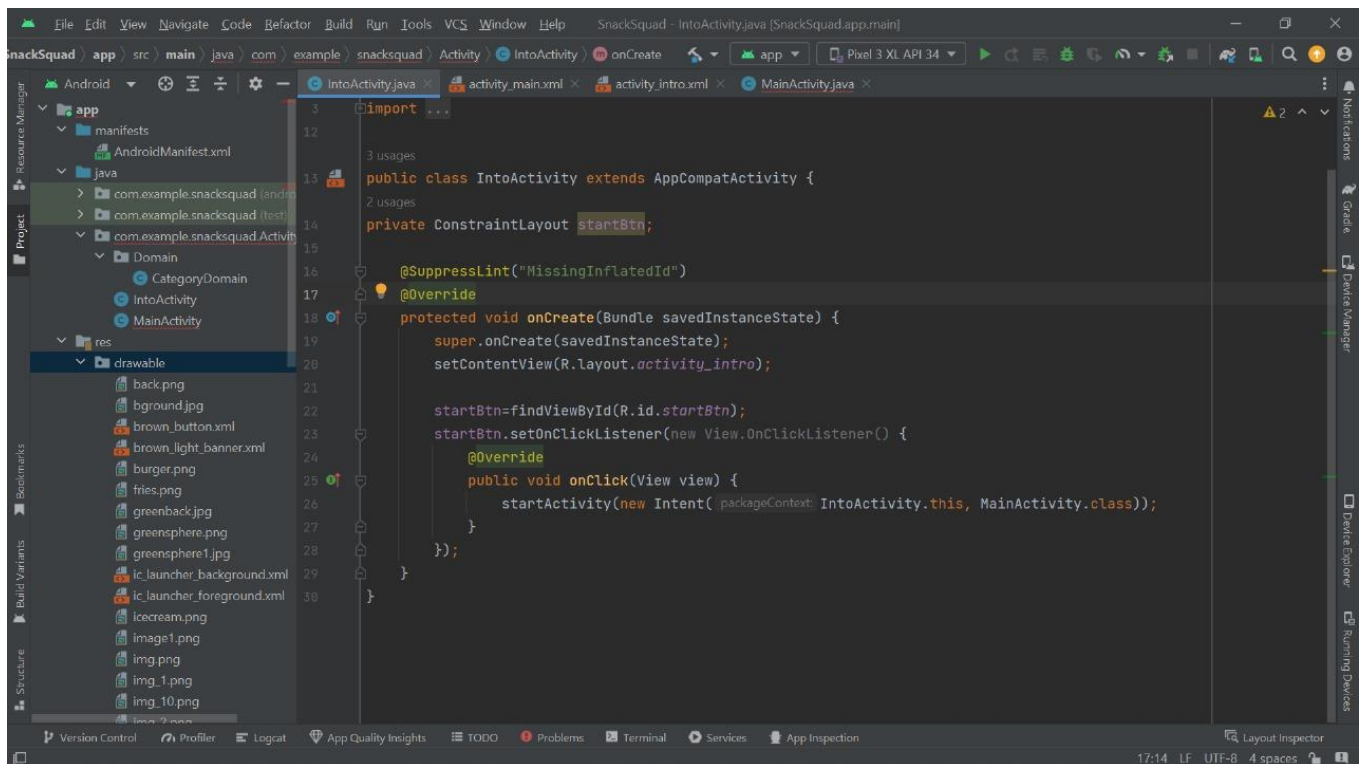 File Edit View Navigate Code Refactor Build Run Tools VCS Window Help SnackSquad - IntoActivity.java [SnackSquad.app.main]
SnackSquad app src main java com example snacksquad Activity IntoActivity onCreate app Pixel 3 XL API 34
Android IntoActivity.java activity_main.xml activity_intro.xml MainActivity.java
Resource Manager
Project
Bookmarks
Build Variants
Structure
app
manifests
AndroidManifest.xml
java
com.example.snacksquad (andro
com.example.snacksquad (test)
com.example.snacksquad.Activity
Domain
CategoryDomain
IntoActivity
MainActivity
res
drawable
back.png
bground.jpg
brown_button.xml
brown_light_banner.xml
burger.png
fries.png
greenback.jpg
greensphere.png
greensphere1.jpg
ic_launcher_background.xml
ic_launcher_foreground.xml
icecream.png
image1.png
img.png
img_1.png
img_10.png
img_2.png
3 import ...
12
3 usages
13 public class IntoActivity extends AppCompatActivity {
2 usages
14 private ConstraintLayout startBtn;
15
16 @SuppressLint("MissingInflatedId")
17 @Override
18 protected void onCreate(Bundle savedInstanceState) {
19 super.onCreate(savedInstanceState);
20 setContentView(R.layout.activity_intro);
21
22 startBtn=findViewById(R.id.startBtn);
23 startBtn.setOnClickListener(new View.OnClickListener() {
24 @Override
25 public void onClick(View view) {
26 startActivity(new Intent( packageContext: IntoActivity.this, MainActivity.class));
27 }
28 });
29 }
30 }
2
Notifications
Gradle
Device Manager
Device Explorer
Running Devices
Version Control Profiler Logcat App Quality Insights TODO Problems Terminal Services App Inspection Layout Inspector
17:14 LF UTF-8 4 spaces